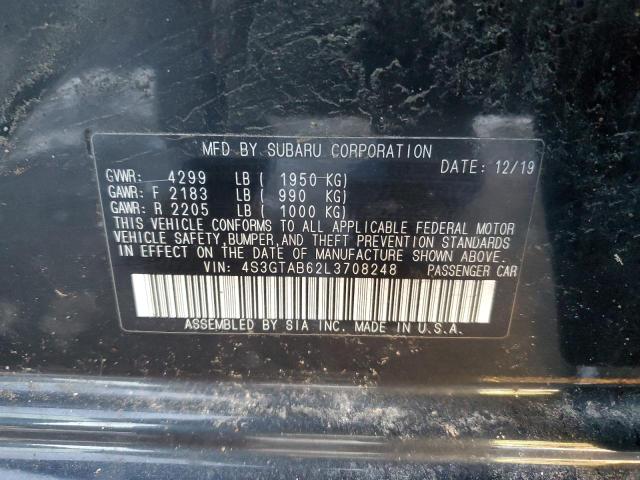 MFD BY SUBARU CORPORATION
DATE: 12/19
GVWR: 4299 LB ( 1950 KG)
GAWR: F 2183 LB ( 990 KG)
GAWR: R 2205 LB ( 1000 KG)
THIS VEHICLE CONFORMS TO ALL APPLICABLE FEDERAL MOTOR
VEHICLE SAFETY, BUMPER, AND THEFT PREVENTION STANDARDS
IN EFFECT ON THE DATE OF MANUFACTURE SHOWN ABOVE.
VIN: 4S3GTAB62L3708248 PASSENGER CAR
ASSEMBLED BY SIA INC. MADE IN U.S.A.